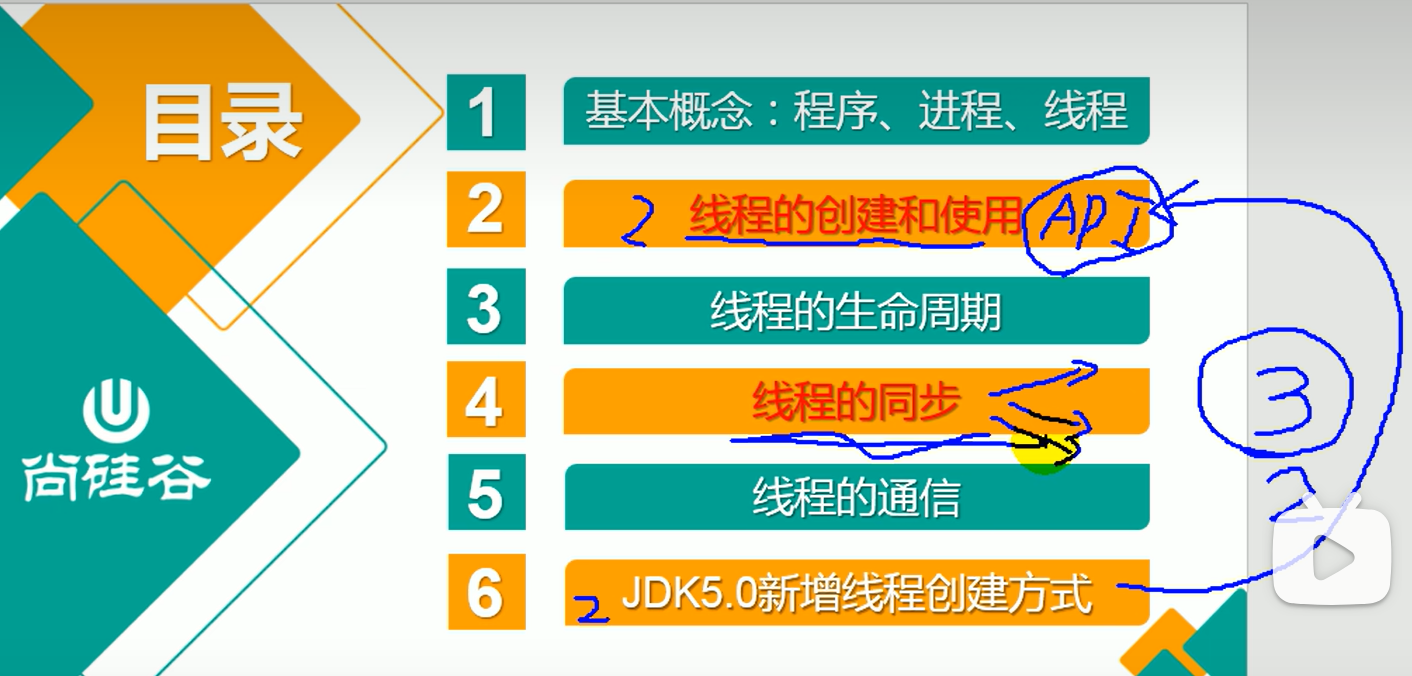 目录
1 基本概念：程序、进程、线程
2 2 线程的创建和使用 API
3 线程的生命周期
4 线程的同步
3
5 线程的通信
2
6 2 JDK5.0新增线程创建方式
尚硅谷